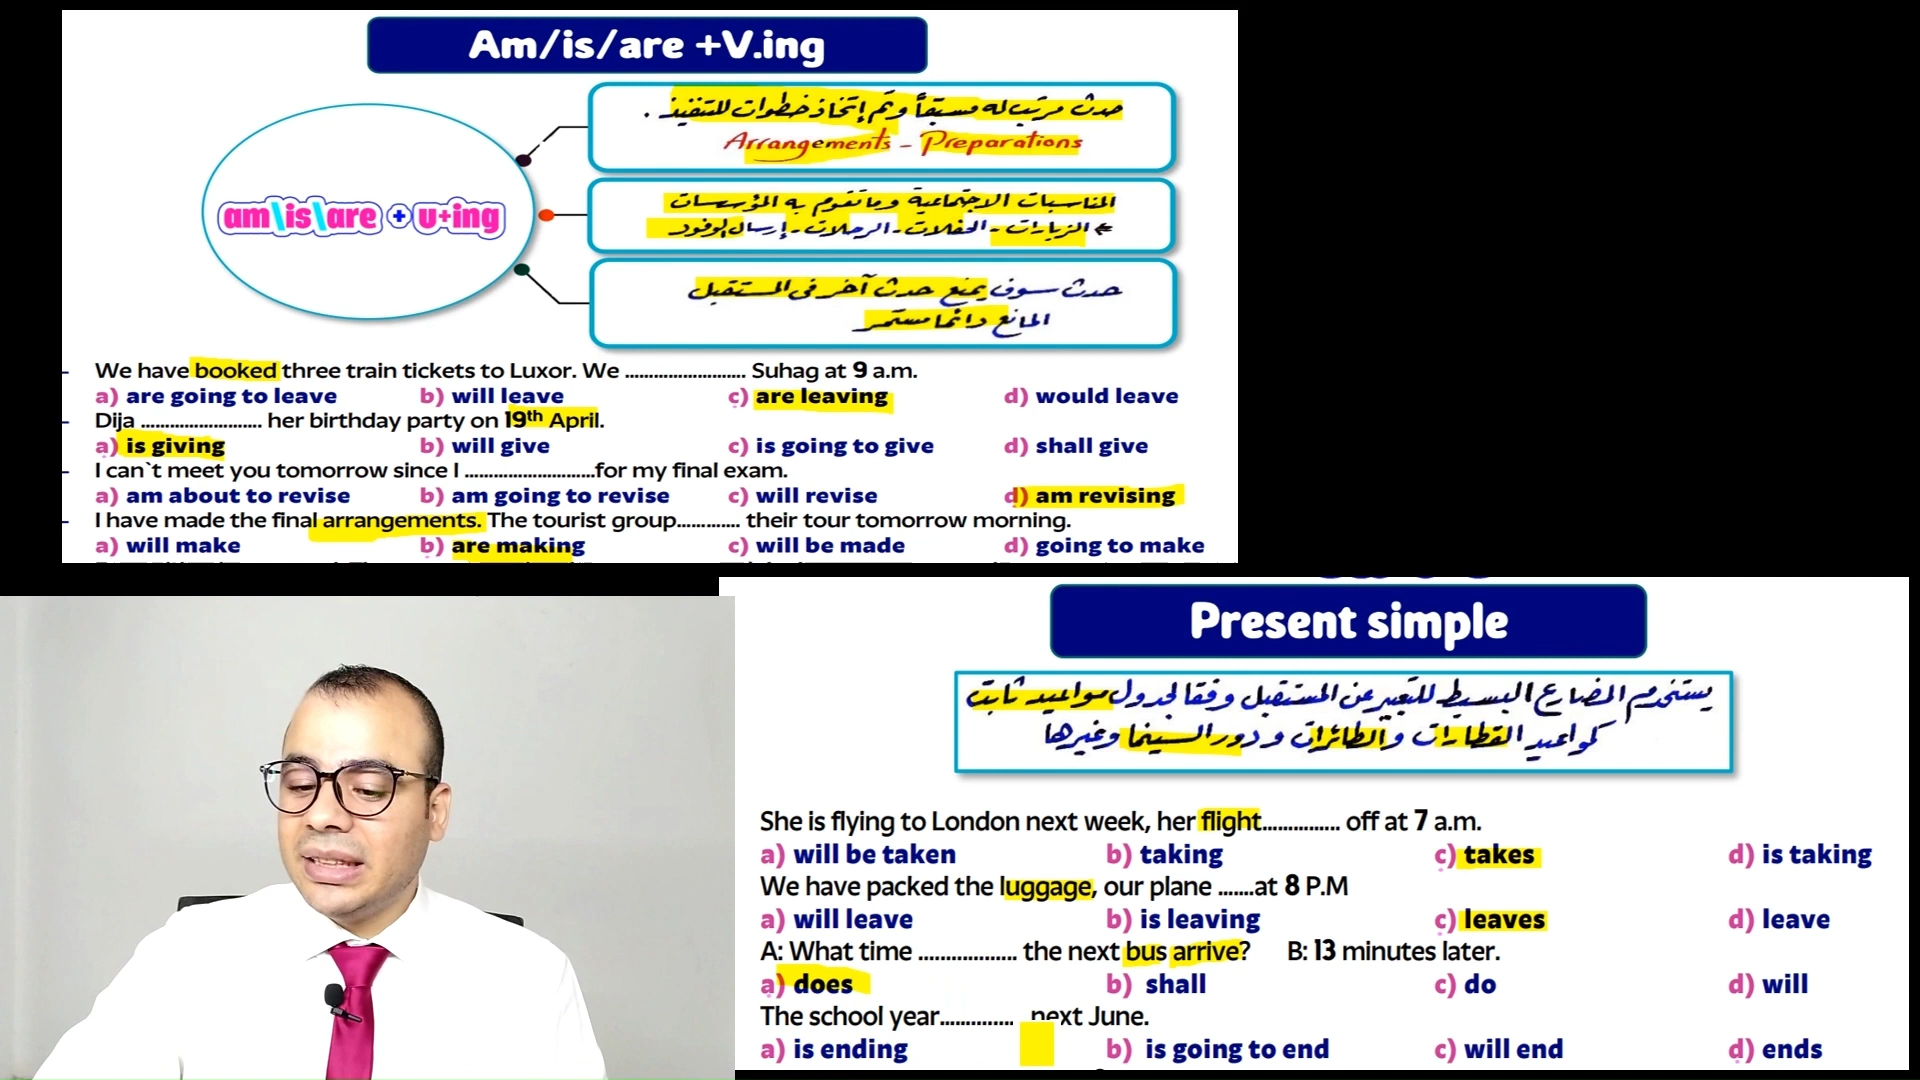 Am/is/are +V.ing
حدث مرتب له مسبقاً وتم إتخاذ خطوات للتنفيذ .
Arrangements - Preparations
am\is\are + v+ing
المناسبات الاجتماعية وما تقوم به المؤسسات
الزيارات - الحفلات - الرحلات - إرسال الوفود
حدث سوف يمنع حدث آخر فى المستقبل
المانع دائما مستمر
We have booked three train tickets to Luxor. We ......................... Suhag at 9 a.m.
a) are going to leave b) will leave c) are leaving d) would leave
Dija ......................... her birthday party on 19th April.
a) is giving b) will give c) is going to give d) shall give
I can`t meet you tomorrow since I ...........................for my final exam.
a) am about to revise b) am going to revise c) will revise d) am revising
I have made the final arrangements. The tourist group............. their tour tomorrow morning.
a) will make b) are making c) will be made d) going to make
Present simple
يستخدم المضارع البسيط للتعبير عن المستقبل وفقا لجدول مواعيد ثابت
كمواعيد القطارات والطائرات ودور السينما وغيرها
She is flying to London next week, her flight............... off at 7 a.m.
a) will be taken b) taking c) takes d) is taking
We have packed the luggage, our plane .......at 8 P.M
a) will leave b) is leaving c) leaves d) leave
A: What time ................... the next bus arrive? B: 13 minutes later.
a) does b) shall c) do d) will
The school year.............. next June.
a) is ending b) is going to end c) will end d) ends